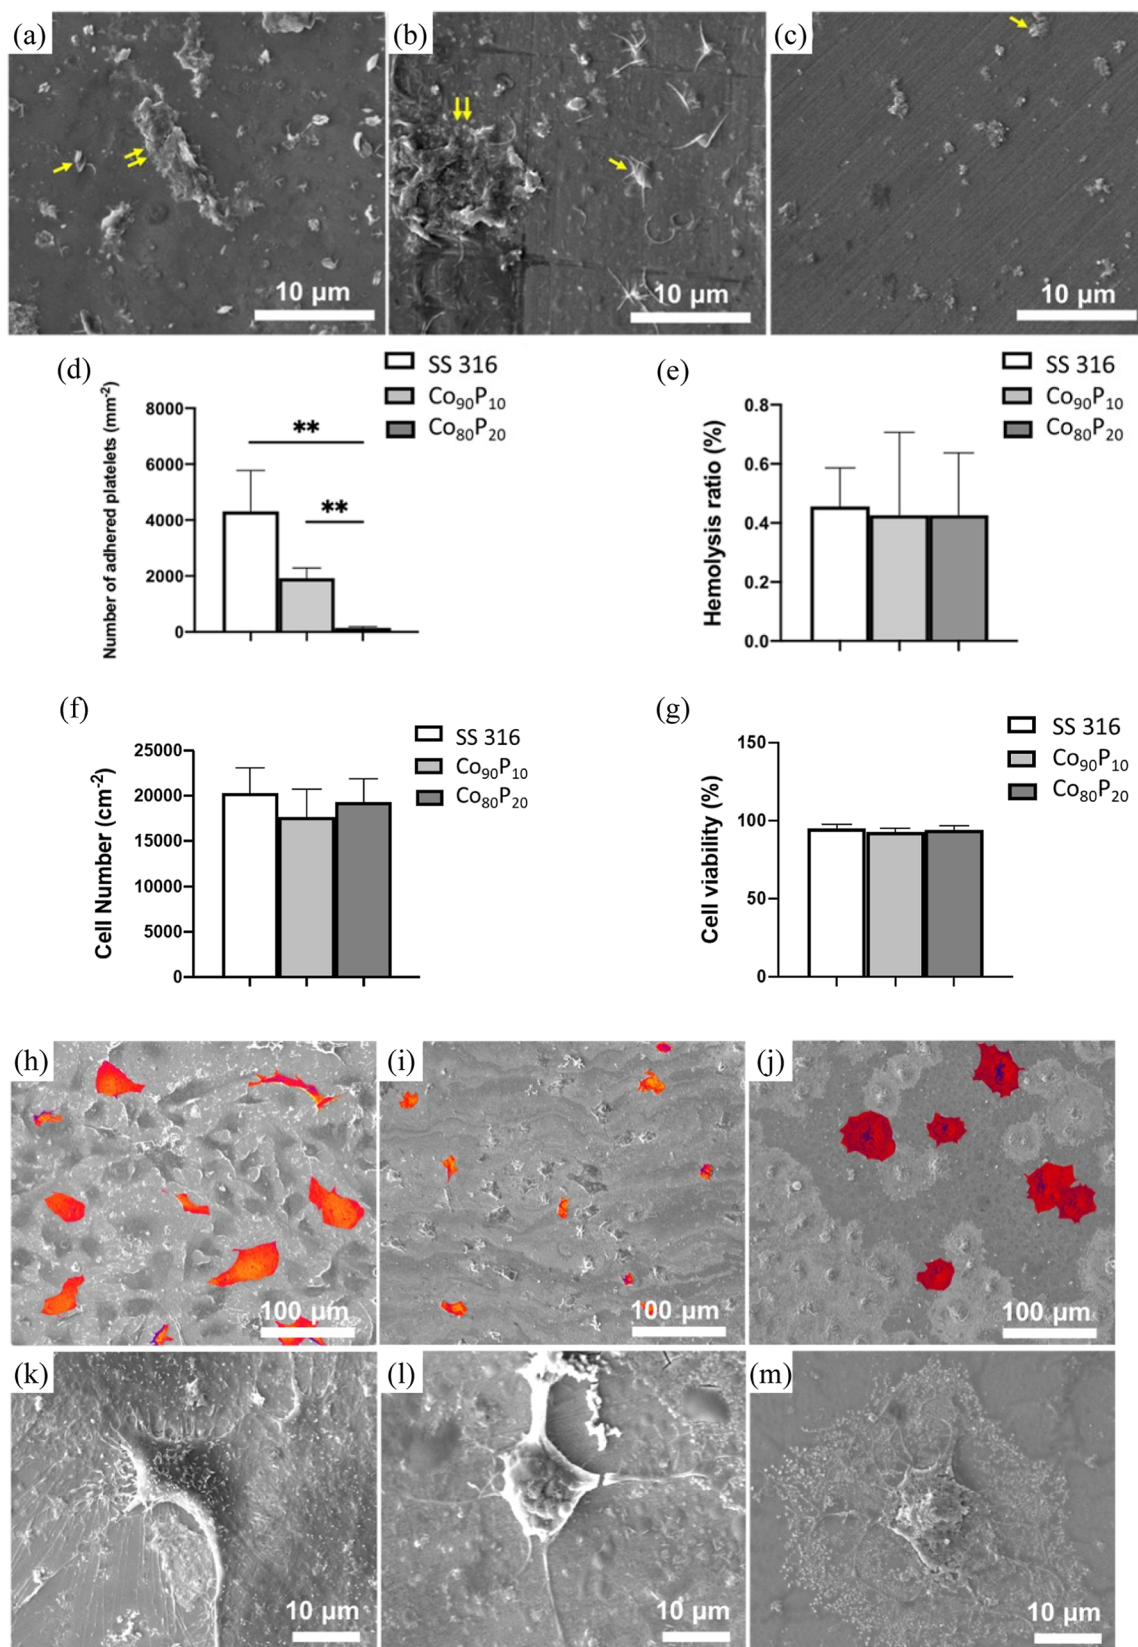 (a)
(b)
(c)
10 µm
10 µm
10 µm
(d)
Number of adhered platelets (mm⁻²)
8000
6000
4000
2000
0
**
**
SS 316
Co₉₀P₁₀
Co₈₀P₂₀
(e)
Hemolysis ratio (%)
0.8
0.6
0.4
0.2
0.0
SS 316
Co₉₀P₁₀
Co₈₀P₂₀
(f)
Cell Number (cm⁻²)
25000
20000
15000
10000
5000
0
SS 316
Co₉₀P₁₀
Co₈₀P₂₀
(g)
Cell viability (%)
150
100
50
0
SS 316
Co₉₀P₁₀
Co₈₀P₂₀
(h)
(i)
(j)
100 µm
100 µm
100 µm
(k)
(l)
(m)
10 µm
10 µm
10 µm